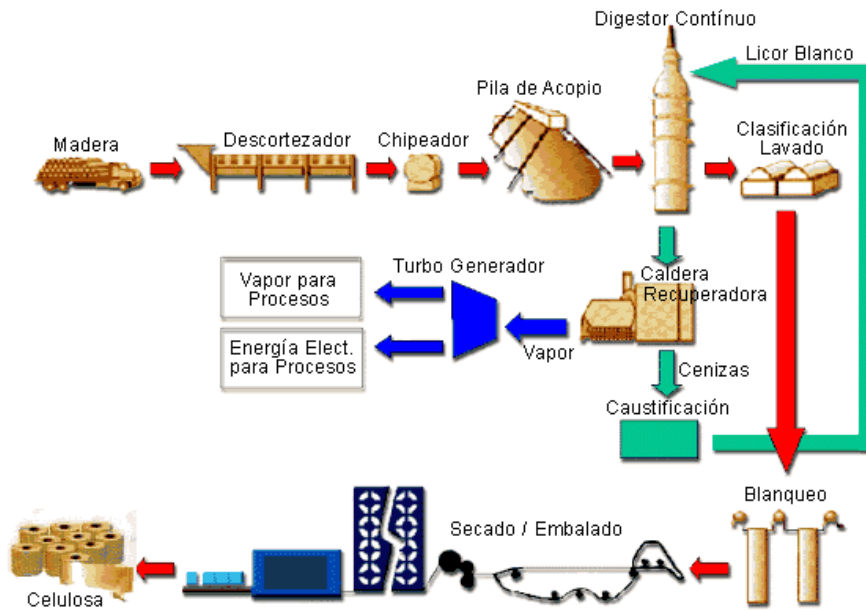 Digestor Contínuo
Licor Blanco
Pila de Acopio
Madera
Descortezador
Chipeador
Clasificación
Lavado
Turbo Generador
Caldera
Recuperadora
Vapor para
Procesos
Energía Elect.
para Procesos
Vapor
Cenizas
Caustificación
Blanqueo
Secado / Embalado
Celulosa